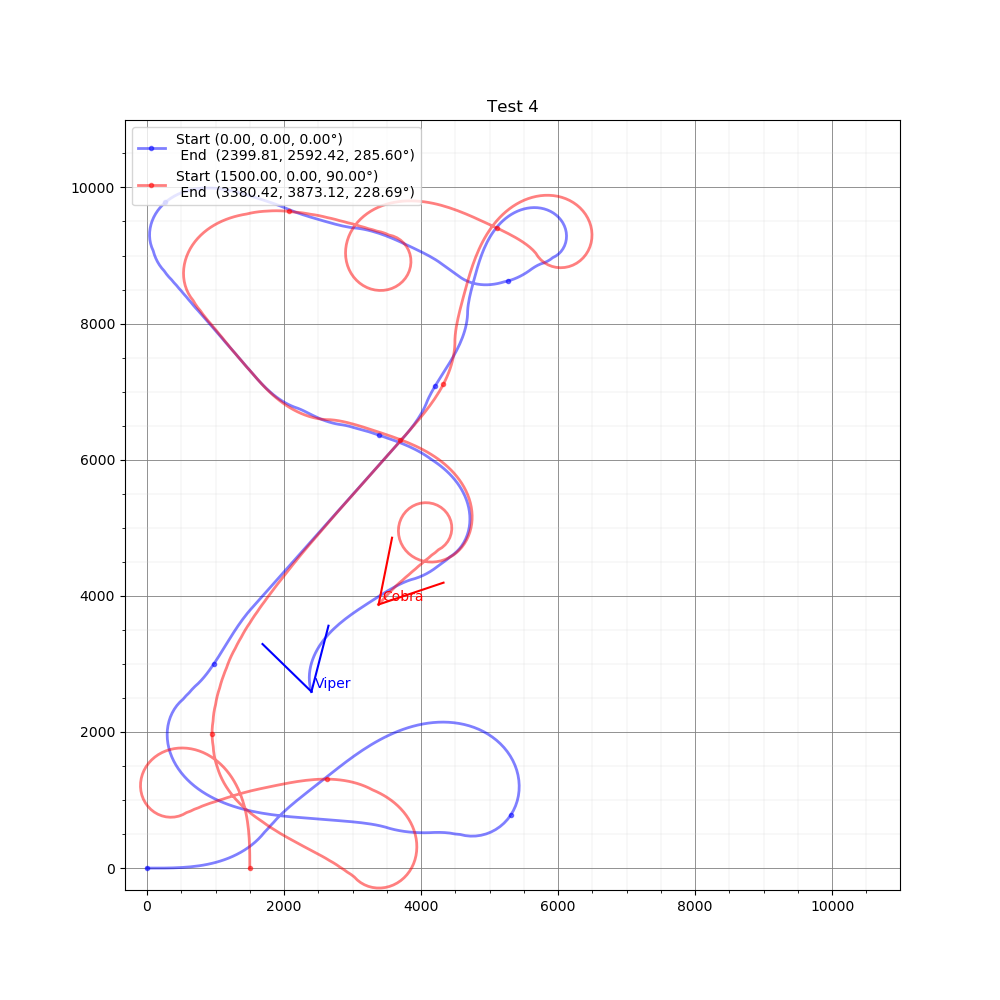 Test 4
Start (0.00, 0.00, 0.00°)
End (2399.81, 2592.42, 285.60°)
Start (1500.00, 0.00, 90.00°)
End (3380.42, 3873.12, 228.69°)
10000
8000
6000
4000
2000
0
Cobra
Viper
0 2000 4000 6000 8000 10000